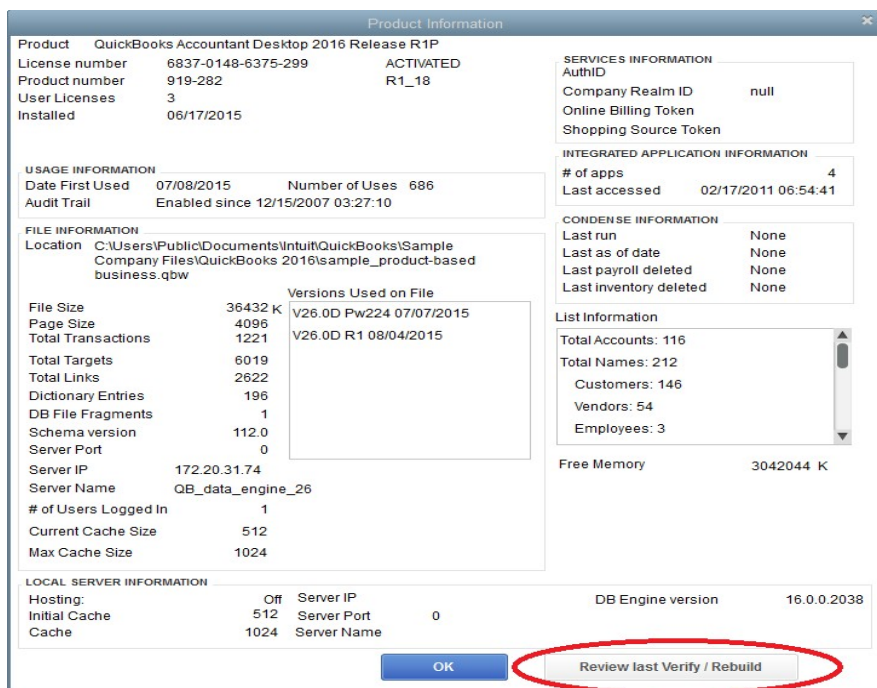 Product Information
Product QuickBooks Accountant Desktop 2016 Release R1P
License number 6837-0148-6375-299 ACTIVATED
Product number 919-282 R1_18
User Licenses 3
Installed 06/17/2015
USAGE INFORMATION
Date First Used 07/08/2015 Number of Uses 686
Audit Trail Enabled since 12/15/2007 03:27:10
FILE INFORMATION
Location C:\Users\Public\Documents\Intuit\QuickBooks\Sample
Company Files\QuickBooks 2016\sample_product-based
business.qbw
Versions Used on File
File Size 36432 K
V26.0D Pw224 07/07/2015
Page Size 4096
Total Transactions 1221
V26.0D R1 08/04/2015
Total Targets 6019
Total Links 2622
Dictionary Entries 196
DB File Fragments 1
Schema version 112.0
Server Port 0
Server IP 172.20.31.74
Server Name QB_data_engine_26
# of Users Logged In 1
Current Cache Size 512
Max Cache Size 1024
SERVICES INFORMATION
AuthID
Company Realm ID null
Online Billing Token
Shopping Source Token
INTEGRATED APPLICATION INFORMATION
# of apps 4
Last accessed 02/17/2011 06:54:41
CONDENSE INFORMATION
Last run None
Last as of date None
Last payroll deleted None
Last inventory deleted None
List Information
Total Accounts: 116
Total Names: 212
Customers: 146
Vendors: 54
Employees: 3
Free Memory 3042044 K
LOCAL SERVER INFORMATION
Hosting: Off Server IP DB Engine version 16.0.0.2038
Initial Cache 512 Server Port 0
Cache 1024 Server Name
OK Review last Verify / Rebuild